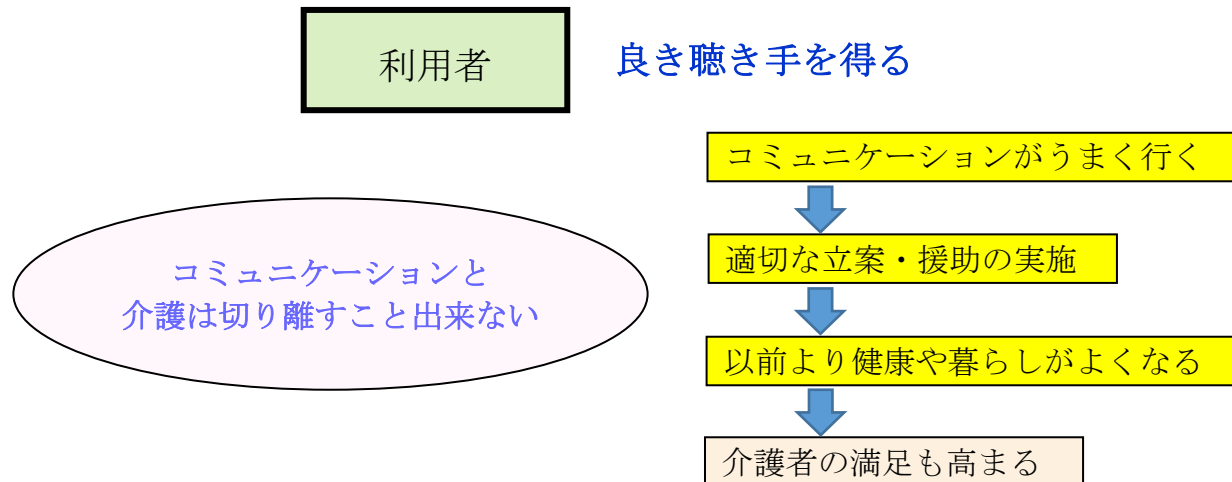 利用者
良き聴き手を得る
コミュニケーションがうまく行く
コミュニケーションと
介護は切り離すこと出来ない
適切な立案・援助の実施
以前より健康や暮らしがよくなる
介護者の満足も高まる